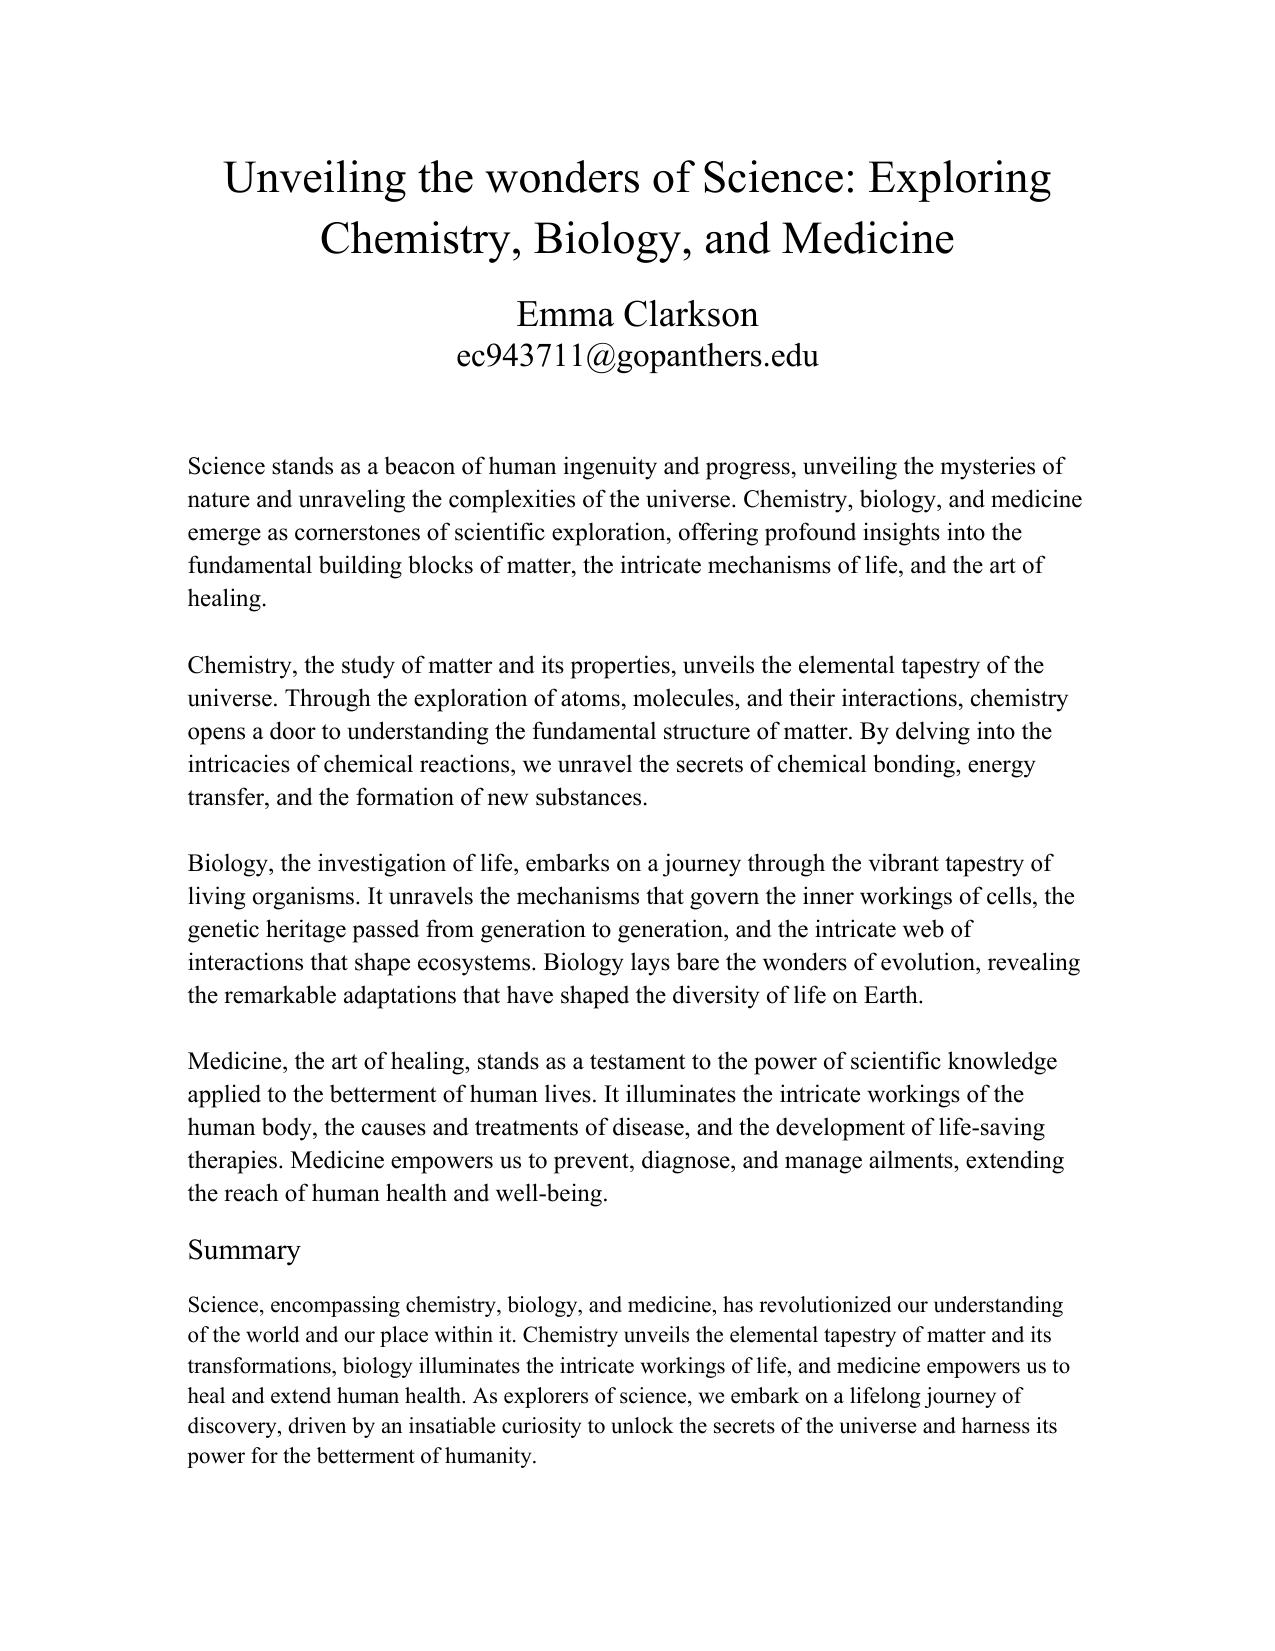 Unveiling the wonders of Science: Exploring
Chemistry, Biology, and Medicine
Emma Clarkson
ec943711@gopanthers.edu
Science stands as a beacon of human ingenuity and progress, unveiling the mysteries of
nature and unraveling the complexities of the universe. Chemistry, biology, and medicine
emerge as cornerstones of scientific exploration, offering profound insights into the
fundamental building blocks of matter, the intricate mechanisms of life, and the art of
healing.
Chemistry, the study of matter and its properties, unveils the elemental tapestry of the
universe. Through the exploration of atoms, molecules, and their interactions, chemistry
opens a door to understanding the fundamental structure of matter. By delving into the
intricacies of chemical reactions, we unravel the secrets of chemical bonding, energy
transfer, and the formation of new substances.
Biology, the investigation of life, embarks on a journey through the vibrant tapestry of
living organisms. It unravels the mechanisms that govern the inner workings of cells, the
genetic heritage passed from generation to generation, and the intricate web of
interactions that shape ecosystems. Biology lays bare the wonders of evolution, revealing
the remarkable adaptations that have shaped the diversity of life on Earth.
Medicine, the art of healing, stands as a testament to the power of scientific knowledge
applied to the betterment of human lives. It illuminates the intricate workings of the
human body, the causes and treatments of disease, and the development of life-saving
therapies. Medicine empowers us to prevent, diagnose, and manage ailments, extending
the reach of human health and well-being.
Summary
Science, encompassing chemistry, biology, and medicine, has revolutionized our understanding
of the world and our place within it. Chemistry unveils the elemental tapestry of matter and its
transformations, biology illuminates the intricate workings of life, and medicine empowers us to
heal and extend human health. As explorers of science, we embark on a lifelong journey of
discovery, driven by an insatiable curiosity to unlock the secrets of the universe and harness its
power for the betterment of humanity.